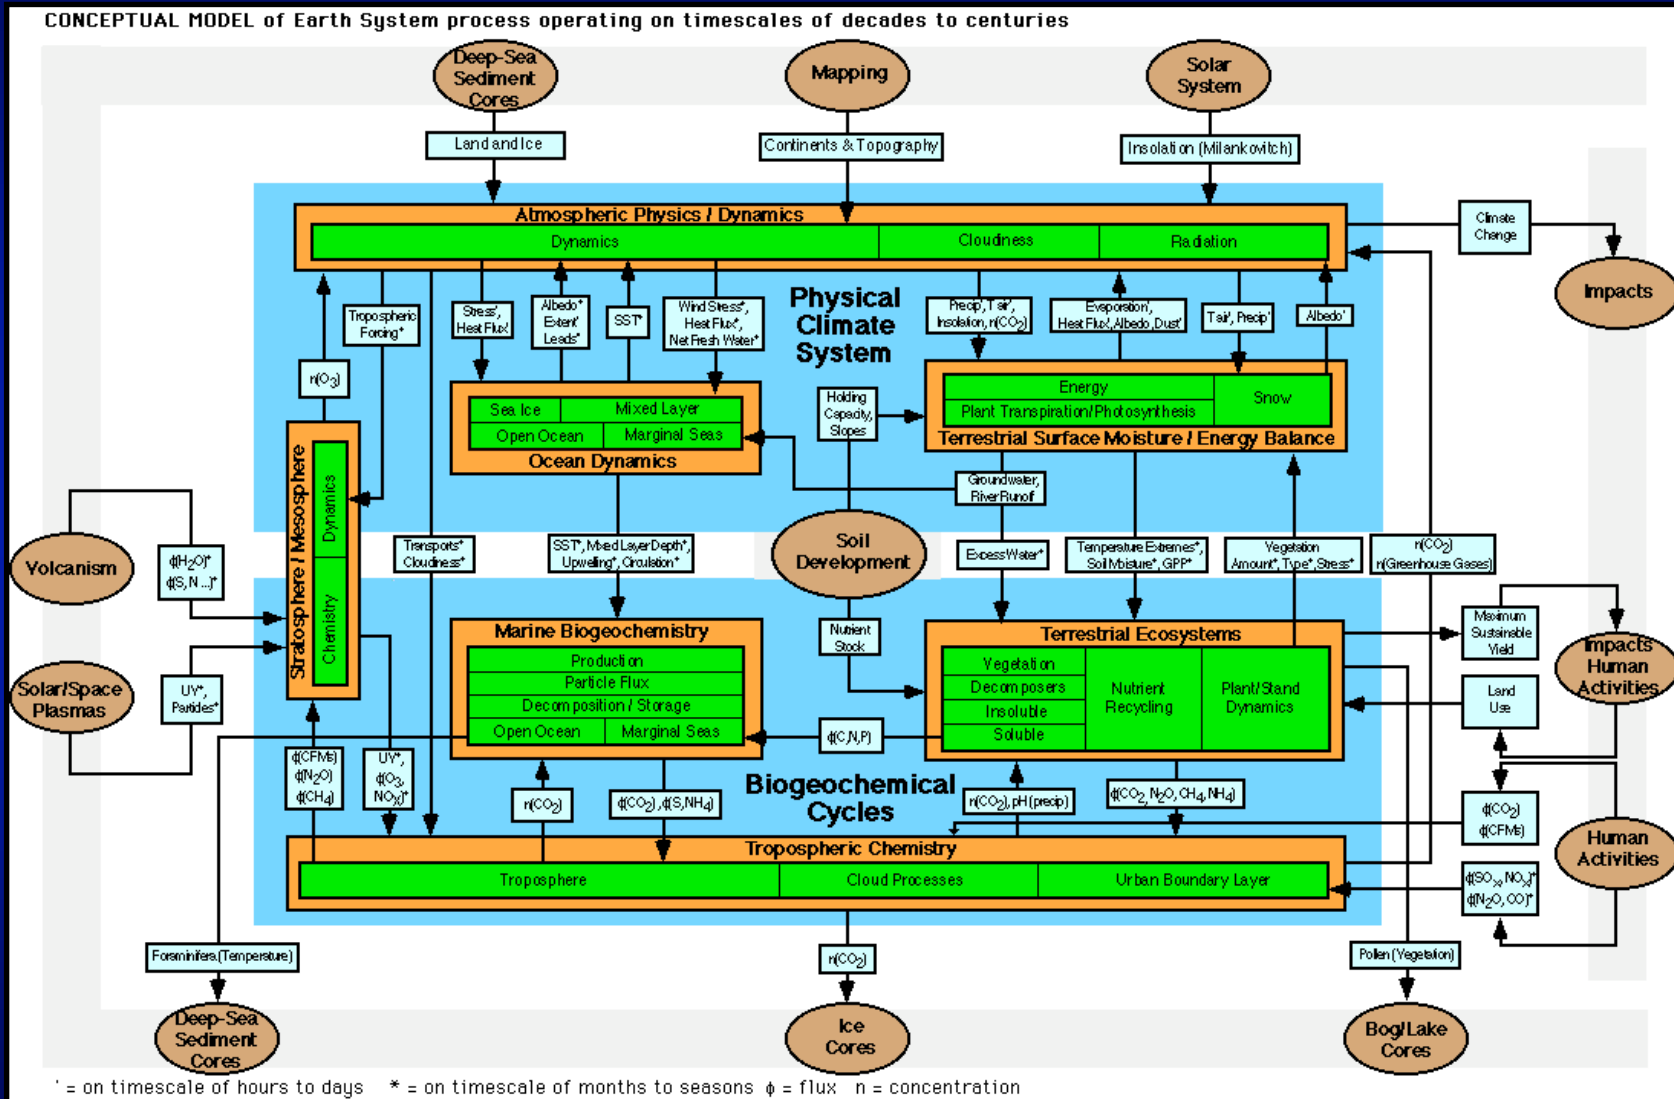 CONCEPTUAL MODEL of Earth System process operating on timescales of decades to centuries
Deep-Sea
Sediment
Cores
Mapping
Solar
System
Land and Ice
Continents & Topography
Insolation (Milankovitch)
Atmospheric Physics / Dynamics
Dynamics
Cloudiness
Radiation
Climate
Change
Impacts
Tropospheric
Forcing*
Stress',
Heat Flux'
Albedo*
Extent'
Leads*
SST*
Wind Stress*,
Heat Flux*,
Net Fresh Water*
Physical
Climate
System
Precip', Tair',
Insolation, n(CO2)
Evaporation',
Heat Flux', Albedo, Dust'
Tair', Precip'
Albedo'
n(O3)
Sea Ice
Mixed Layer
Open Ocean
Marginal Seas
Ocean Dynamics
Holding
Capacity,
Slopes
Energy
Plant Transpiration/Photosynthesis
Snow
Terrestrial Surface Moisture / Energy Balance
Stratosphere / Mesosphere
Dynamics
Chemistry
Groundwater,
River Runoff
Volcanism
ϕ(H2O)*
ϕ(S, N ...)*
Transports*
Cloudiness*
SST*, Mixed Layer Depth*,
Upwelling*, Circulation*
Soil
Development
Excess Water*
Temperature Extremes*,
Soil Moisture*, GPP*
Vegetation
Amount*, Type*, Stress*
n(CO2)
n(Greenhouse Gases)
Marine Biogeochemistry
Production
Particle Flux
Decomposition / Storage
Open Ocean
Marginal Seas
Nutrient
Stock
Terrestrial Ecosystems
Vegetation
Decomposers
Insoluble
Soluble
Nutrient
Recycling
Plant/Stand
Dynamics
Maximum
Sustainable
Yield
Impacts
Human
Activities
Land
Use
Solar/Space
Plasmas
UV*,
Particles*
ϕ(C,N,P)
ϕ(CFMs)
ϕ(N2O)
ϕ(CH4)
UV*,
ϕ(O3,
NOx)*
n(CO2)
ϕ(CO2), ϕ(S,NH4)
Biogeochemical
Cycles
n(CO2), pH(precip)
ϕ(CO2, N2O, CH4, NH4)
ϕ(CO2)
ϕ(CFMs)
Human
Activities
Tropospheric Chemistry
Troposphere
Cloud Processes
Urban Boundary Layer
ϕ(SOx, NOx)*
ϕ(N2O, CO)*
Foraminifera (Temperature)
n(CO2)
Pollen (Vegetation)
Deep-Sea
Sediment
Cores
Ice
Cores
Bog/Lake
Cores
' = on timescale of hours to days * = on timescale of months to seasons ϕ = flux n = concentration